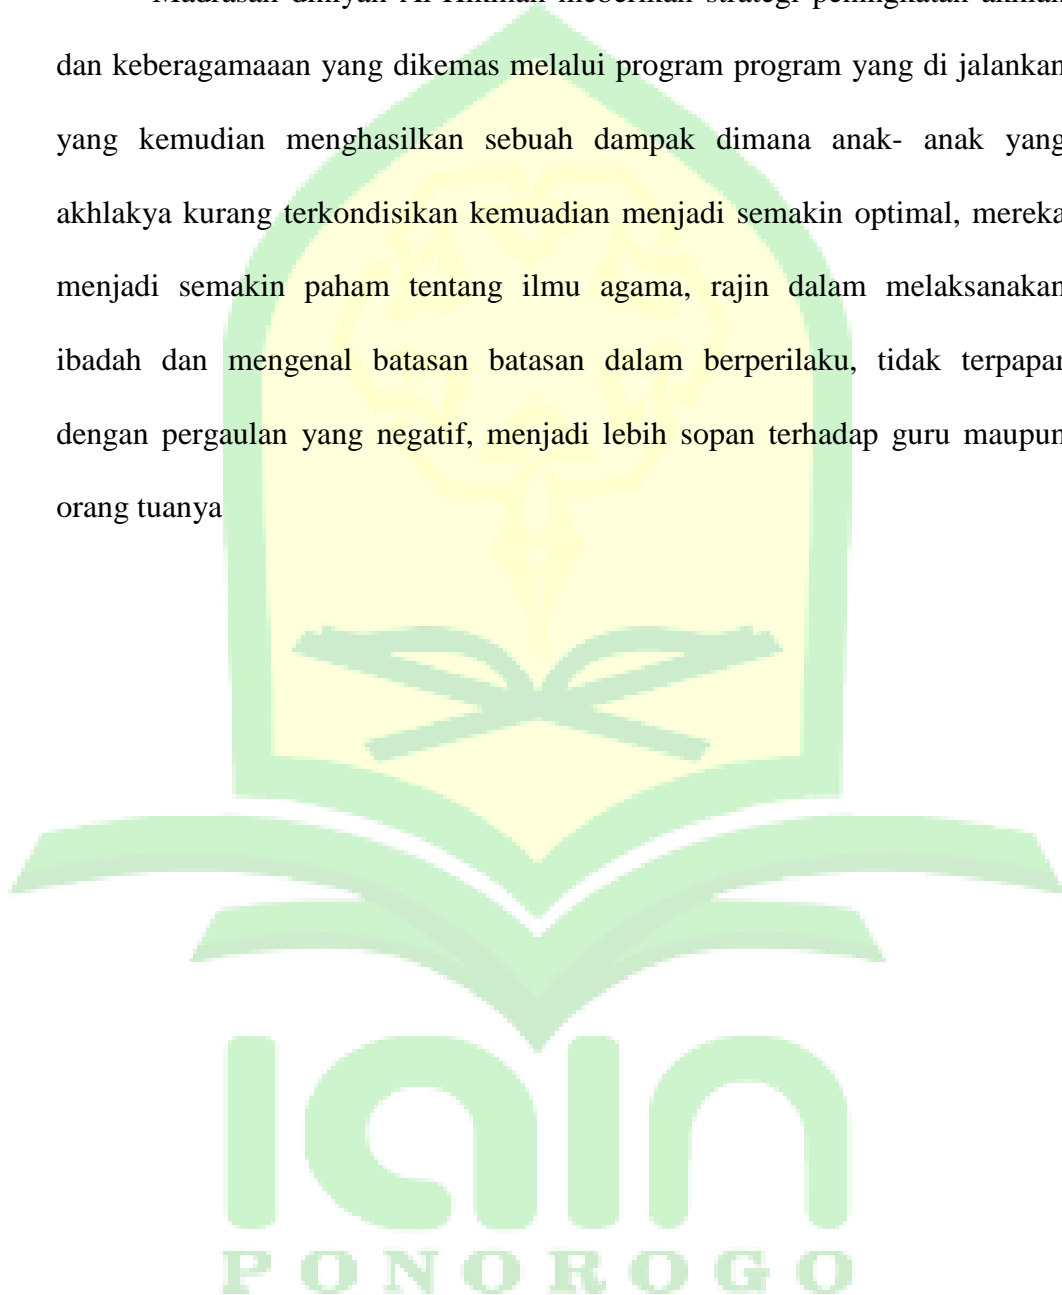 dan keberagamaaan yang dikemas melalui program program yang di jalankan
yang kemudian menghasilkan sebuah dampak dimana anak- anak yang
akhlakya kurang terkondisikan kemuadian menjadi semakin optimal, mereka
menjadi semakin paham tentang ilmu agama, rajin dalam melaksanakan
ibadah dan mengenal batasan batasan dalam berperilaku, tidak terpapar
dengan pergaulan yang negatif, menjadi lebih sopan terhadap guru maupun
orang tuanya
iain
PONOROGO